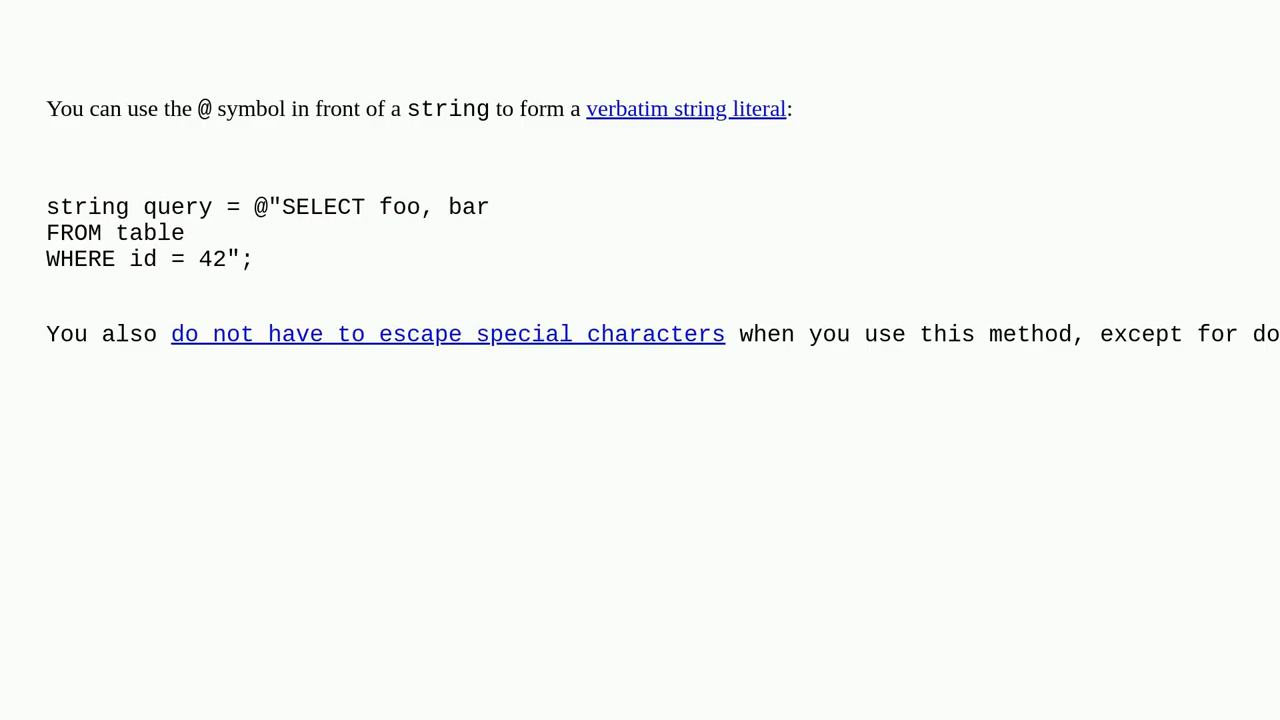 You can use the @ symbol in front of a string to form a verbatim string literal:
string query = @"SELECT foo, bar
FROM table
WHERE id = 42";
You also do not have to escape special characters when you use this method, except for do